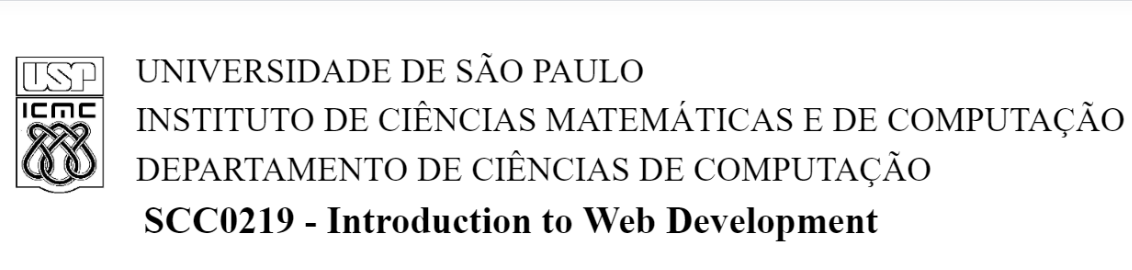 USP
ICMC
UNIVERSIDADE DE SÃO PAULO
INSTITUTO DE CIÊNCIAS MATEMÁTICAS E DE COMPUTAÇÃO
DEPARTAMENTO DE CIÊNCIAS DE COMPUTAÇÃO
SCC0219 - Introduction to Web Development